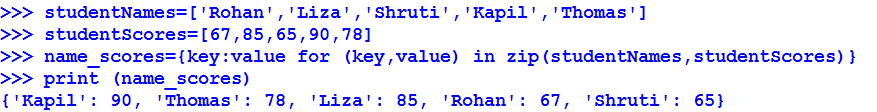 >>> studentNames=['Rohan','Liza','Shruti','Kapil','Thomas']
>>> studentScores=[67,85,65,90,78]
>>> name_scores={key:value for (key,value) in zip(studentNames,studentScores)}
>>> print (name_scores)
{'Kapil': 90, 'Thomas': 78, 'Liza': 85, 'Rohan': 67, 'Shruti': 65}